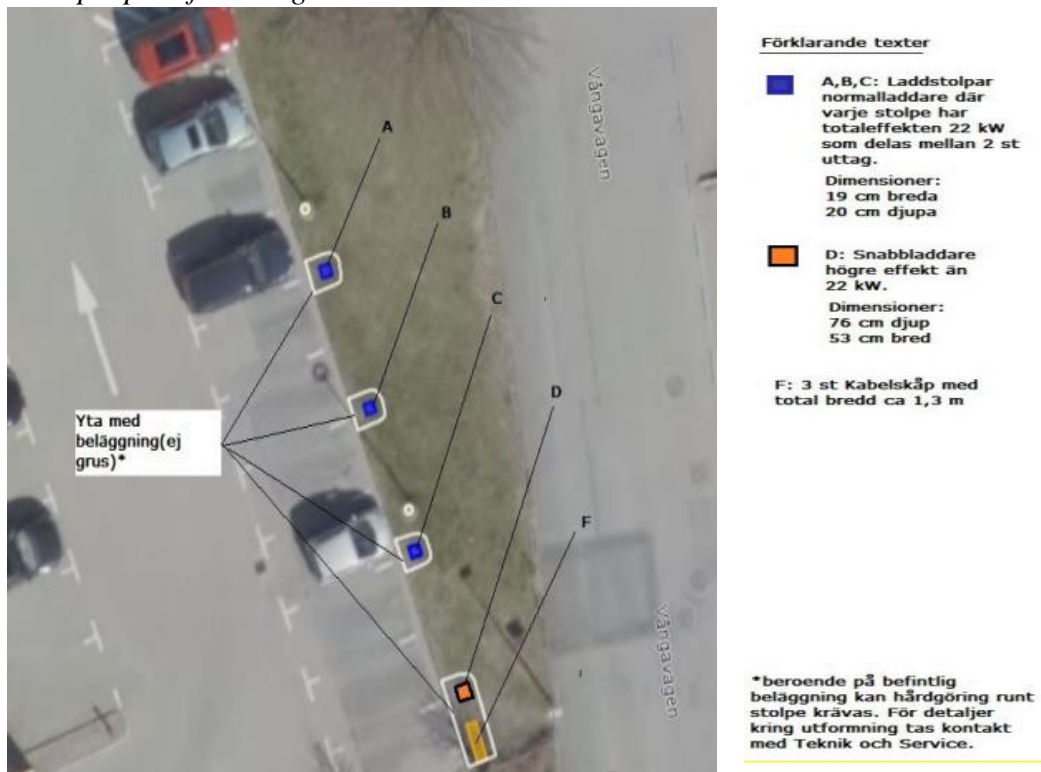 A
B
C
D
F
Vångavägen
Vångavägen
Yta med
beläggning(ej
grus)*
Förklarande texter
A,B,C: Laddstolpar
normalladdare där
varje stolpe har
totaleffekten 22 kW
som delas mellan 2 st
uttag.
Dimensioner:
19 cm breda
20 cm djupa
D: Snabbladdare
högre effekt än
22 kW.
Dimensioner:
76 cm djup
53 cm bred
F: 3 st Kabelskåp med
total bredd ca 1,3 m
*beroende på befintlig
beläggning kan hårdgöring runt
stolpe krävas. För detaljer
kring utformning tas kontakt
med Teknik och Service.